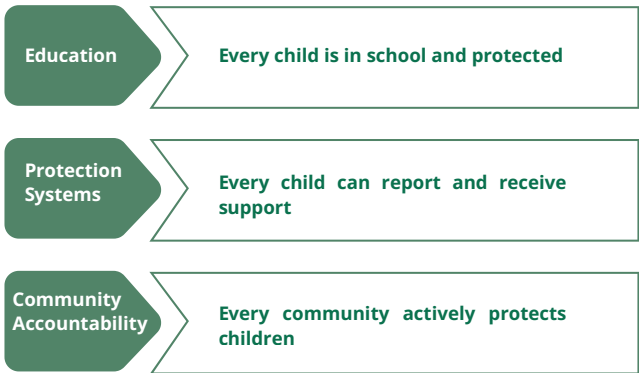 Education
Every child is in school and protected
Protection
Systems
Every child can report and receive
support
Community
Accountability
Every community actively protects
children